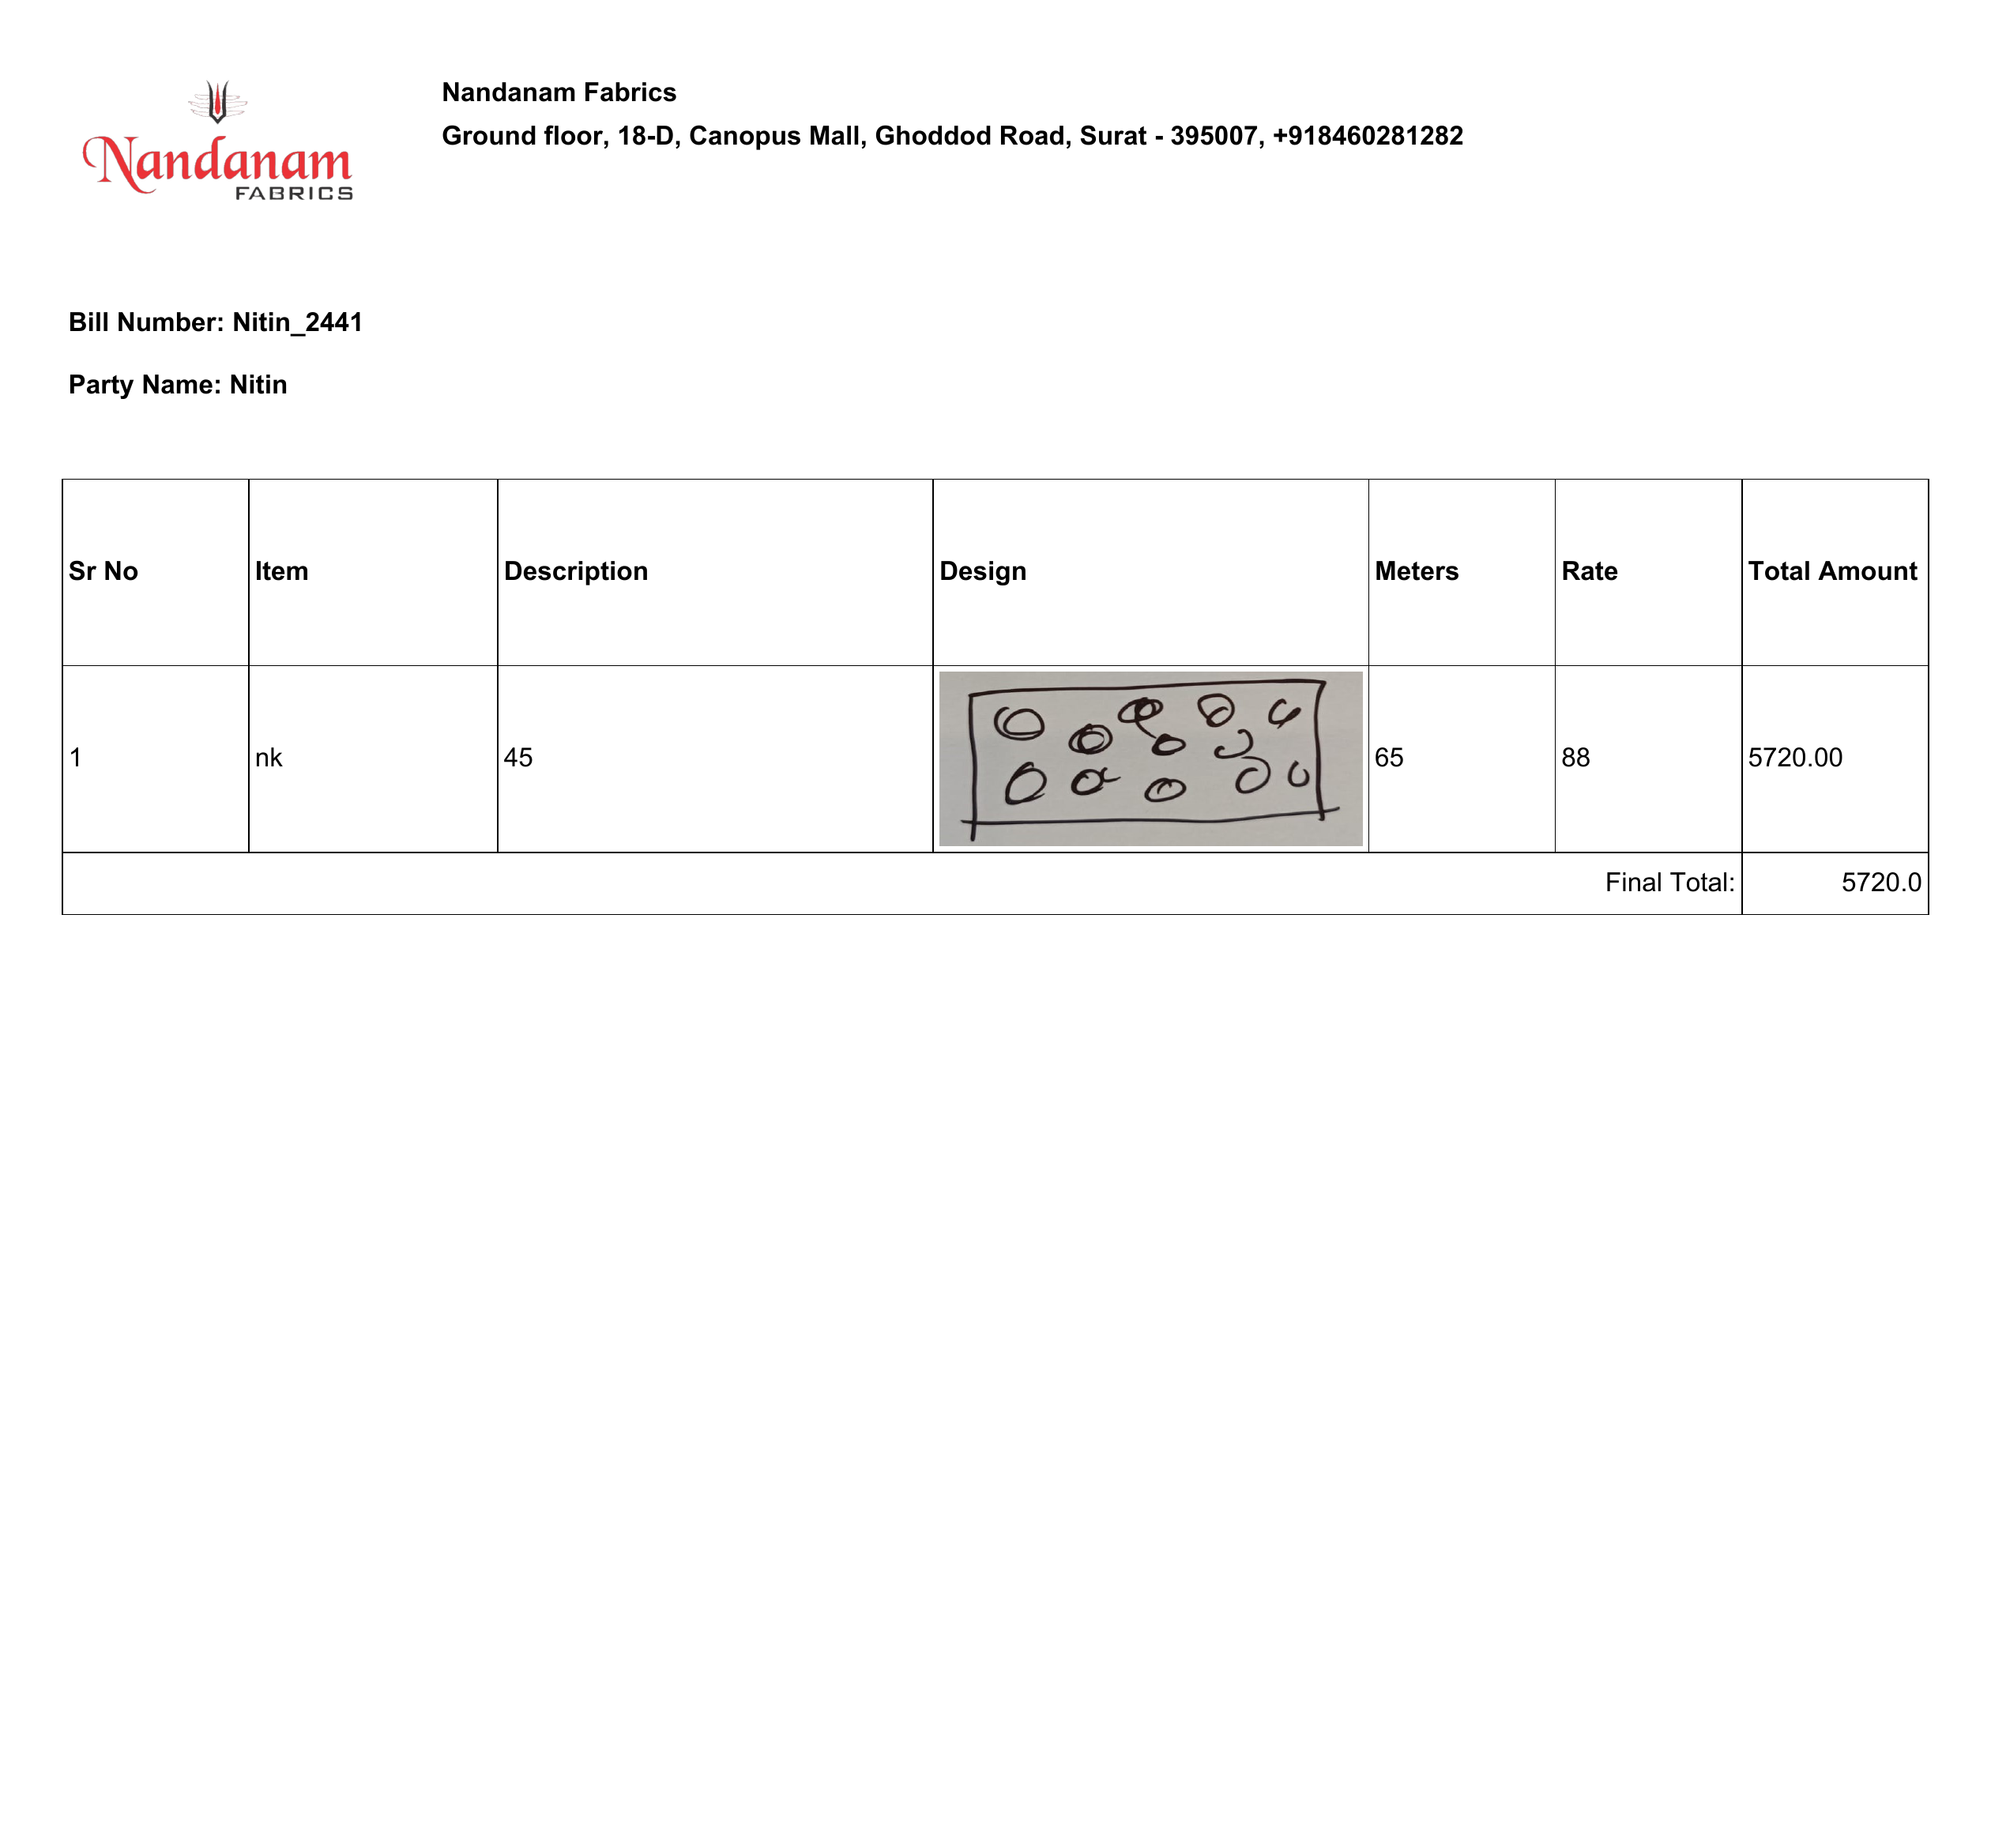 Nandanam
FABRICS
Nandanam Fabrics
Ground floor, 18-D, Canopus Mall, Ghoddod Road, Surat - 395007, +918460281282
Bill Number: Nitin_2441
Party Name: Nitin
Sr No Item Description Design Meters Rate Total Amount
1 nk 45 65 88 5720.00
Final Total: 5720.0